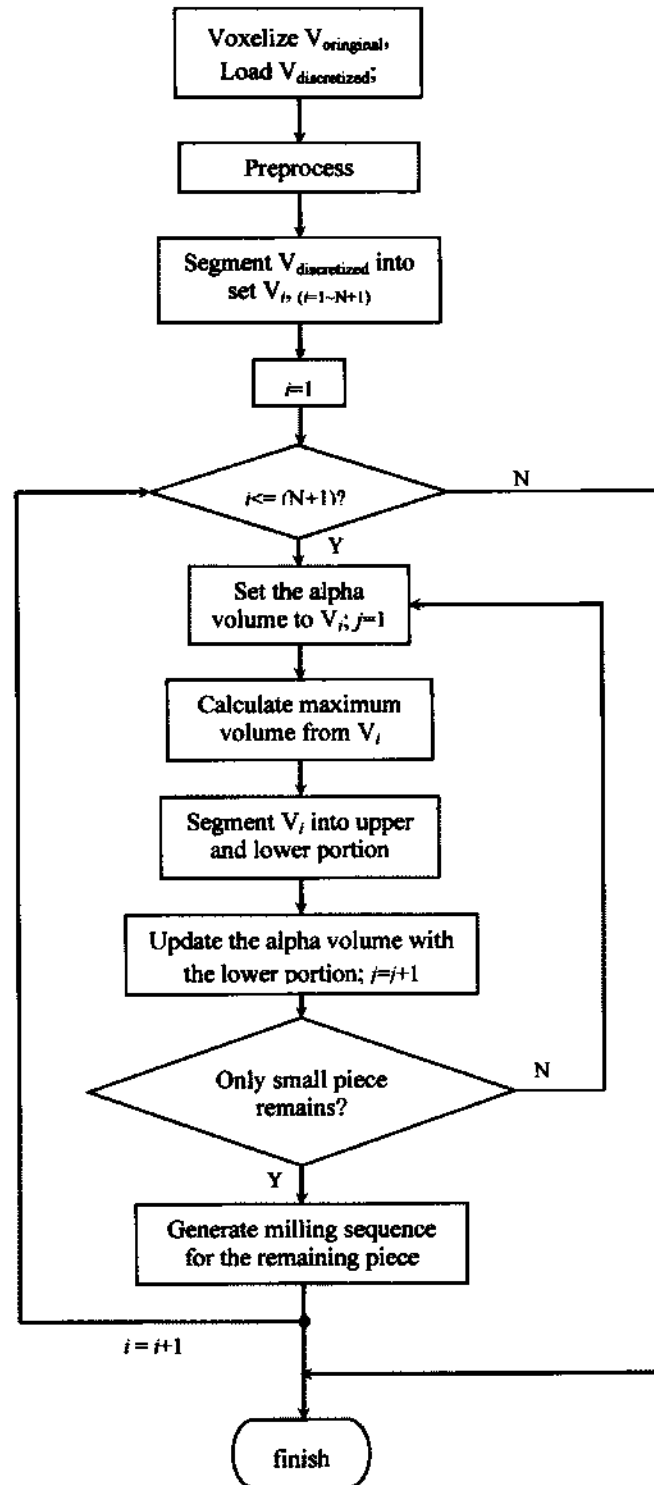 Voxelize V_oringinal,
Load V_discretized;
Preprocess
Segment V_discretized into
set V_i, (i=1~N+1)
i=1
i<= (N+1)?
N
Y
Set the alpha
volume to V_i; j=1
Calculate maximum
volume from V_i
Segment V_i into upper
and lower portion
Update the alpha volume with
the lower portion; j=j+1
Only small piece
remains?
N
Y
Generate milling sequence
for the remaining piece
i = i+1
finish